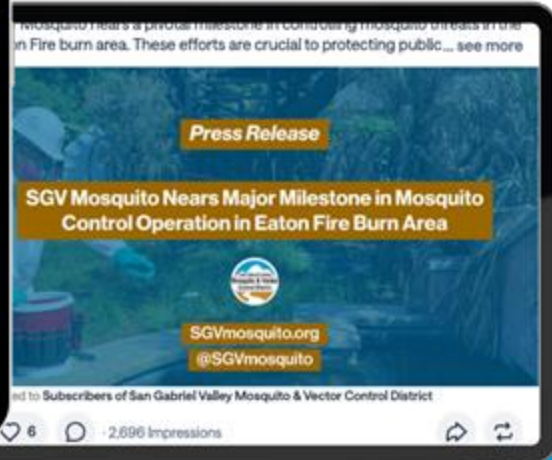 Mosquito nears a pivotal milestone in controlling mosquito threats in the
n Fire burn area. These efforts are crucial to protecting public... see more
Press Release
SGV Mosquito Nears Major Milestone in Mosquito
Control Operation in Eaton Fire Burn Area
SGVmosquito.org
@SGVmosquito
ed to Subscribers of San Gabriel Valley Mosquito & Vector Control District
6
2,696 Impressions